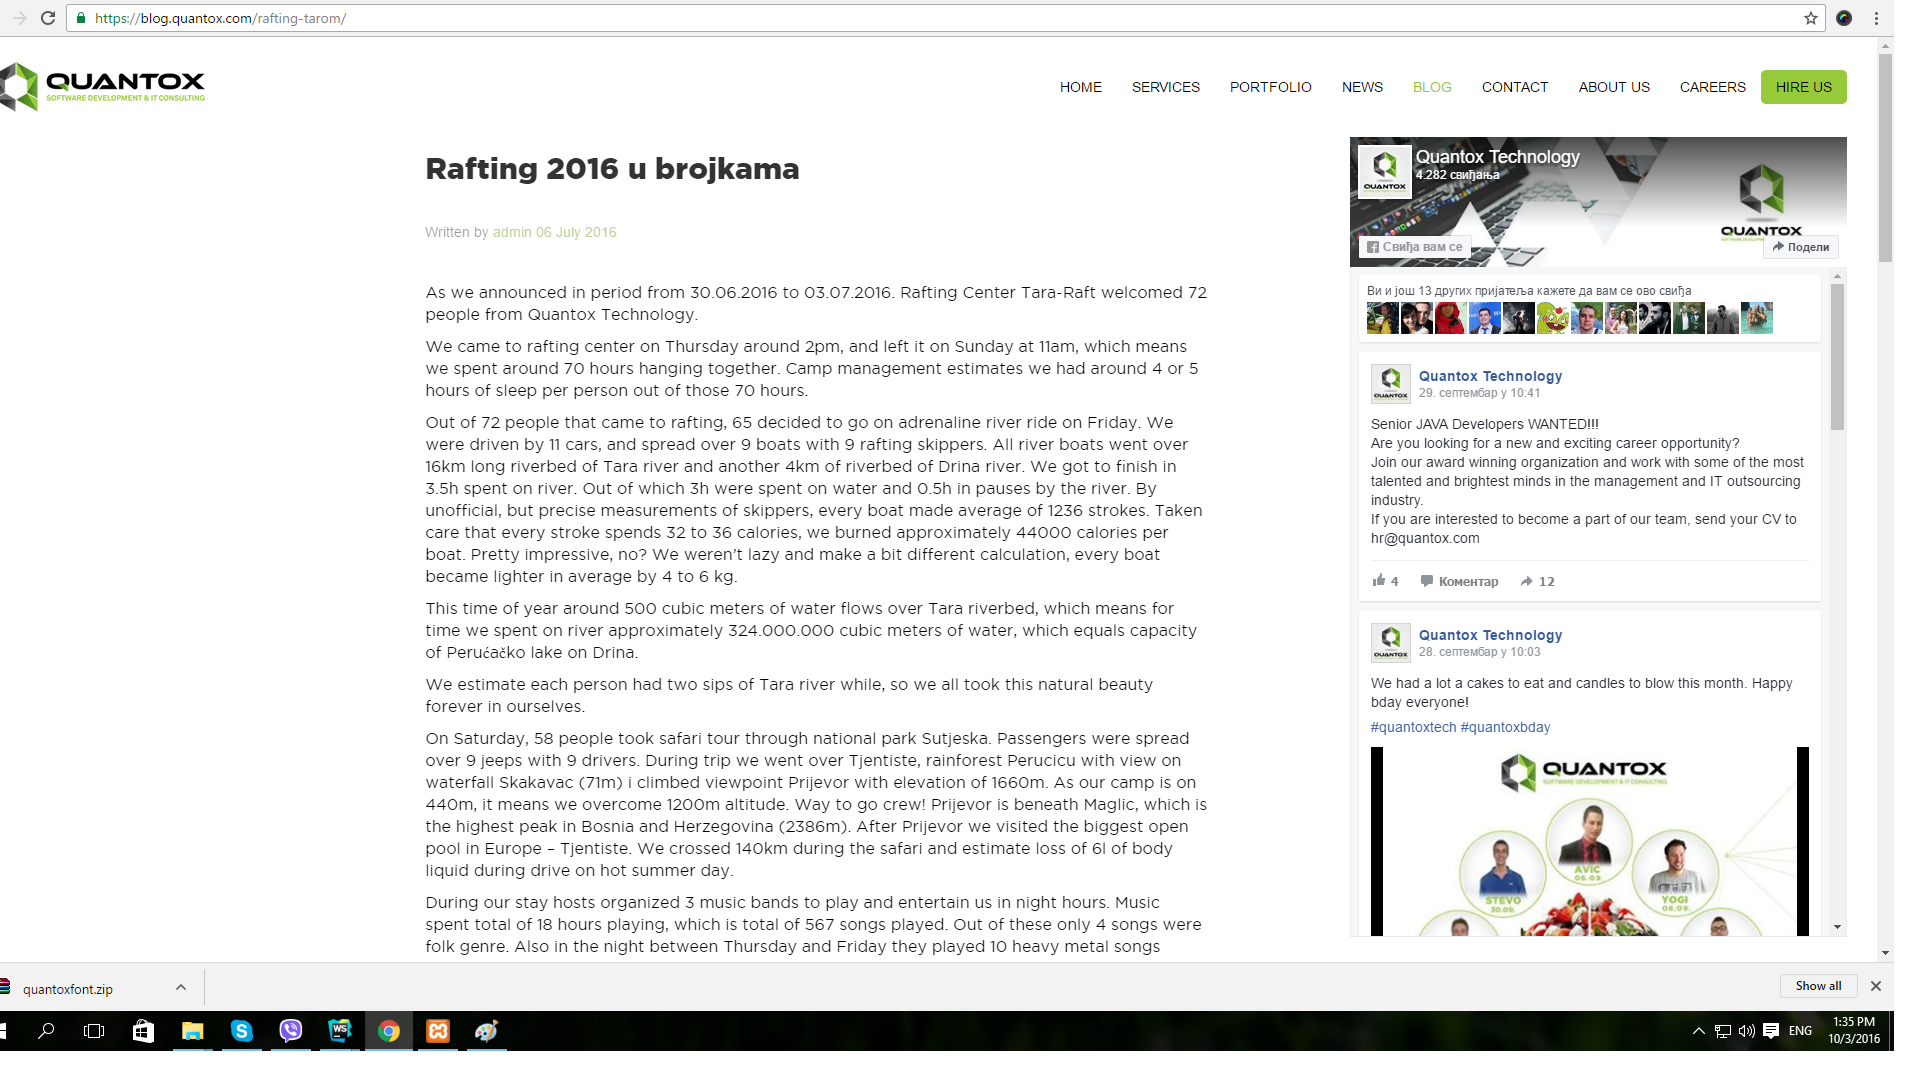 https://blog.quantox.com/rafting-tarom/
QUANTOX
SOFTWARE DEVELOPMENT & IT CONSULTING
HOME SERVICES PORTFOLIO NEWS BLOG CONTACT ABOUT US CAREERS HIRE US
Rafting 2016 u brojkama
Written by admin 06 July 2016
As we announced in period from 30.06.2016 to 03.07.2016. Rafting Center Tara-Raft welcomed 72
people from Quantox Technology.
We came to rafting center on Thursday around 2pm, and left it on Sunday at 11am, which means
we spent around 70 hours hanging together. Camp management estimates we had around 4 or 5
hours of sleep per person out of those 70 hours.
Out of 72 people that came to rafting, 65 decided to go on adrenaline river ride on Friday. We
were driven by 11 cars, and spread over 9 boats with 9 rafting skippers. All river boats went over
16km long riverbed of Tara river and another 4km of riverbed of Drina river. We got to finish in
3.5h spent on river. Out of which 3h were spent on water and 0.5h in pauses by the river. By
unofficial, but precise measurements of skippers, every boat made average of 1236 strokes. Taken
care that every stroke spends 32 to 36 calories, we burned approximately 44000 calories per
boat. Pretty impressive, no? We weren’t lazy and make a bit different calculation, every boat
became lighter in average by 4 to 6 kg.
This time of year around 500 cubic meters of water flows over Tara riverbed, which means for
time we spent on river approximately 324.000.000 cubic meters of water, which equals capacity
of Perućačko lake on Drina.
We estimate each person had two sips of Tara river while, so we all took this natural beauty
forever in ourselves.
On Saturday, 58 people took safari tour through national park Sutjeska. Passengers were spread
over 9 jeeps with 9 drivers. During trip we went over Tjentiste, rainforest Perucicu with view on
waterfall Skakavac (71m) i climbed viewpoint Prijevor with elevation of 1660m. As our camp is on
440m, it means we overcome 1200m altitude. Way to go crew! Prijevor is beneath Maglic, which is
the highest peak in Bosnia and Herzegovina (2386m). After Prijevor we visited the biggest open
pool in Europe – Tjentiste. We crossed 140km during the safari and estimate loss of 6l of body
liquid during drive on hot summer day.
During our stay hosts organized 3 music bands to play and entertain us in night hours. Music
spent total of 18 hours playing, which is total of 567 songs played. Out of these only 4 songs were
folk genre. Also in the night between Thursday and Friday they played 10 heavy metal songs
Quantox Technology
4.282 свиђања
QUANTOX
QUANTOX
Свиђа вам се
Подели
Ви и још 13 других пријатеља кажете да вам се ово свиђа
QUANTOX
Quantox Technology
29. септембар у 10:41
Senior JAVA Developers WANTED!!!
Are you looking for a new and exciting career opportunity?
Join our award winning organization and work with some of the most
talented and brightest minds in the management and IT outsourcing
industry.
If you are interested to become a part of our team, send your CV to
hr@quantox.com
4 Коментар 12
QUANTOX
Quantox Technology
28. септембар у 10:03
We had a lot a cakes to eat and candles to blow this month. Happy
bday everyone!
#quantoxtech #quantoxbday
QUANTOX
SOFTWARE DEVELOPMENT & IT CONSULTING
AVIC
06.09.
STEVO
30.09.
YOGI
08.09.
quantoxfont.zip
Show all
WS
ENG
1:35 PM
10/3/2016